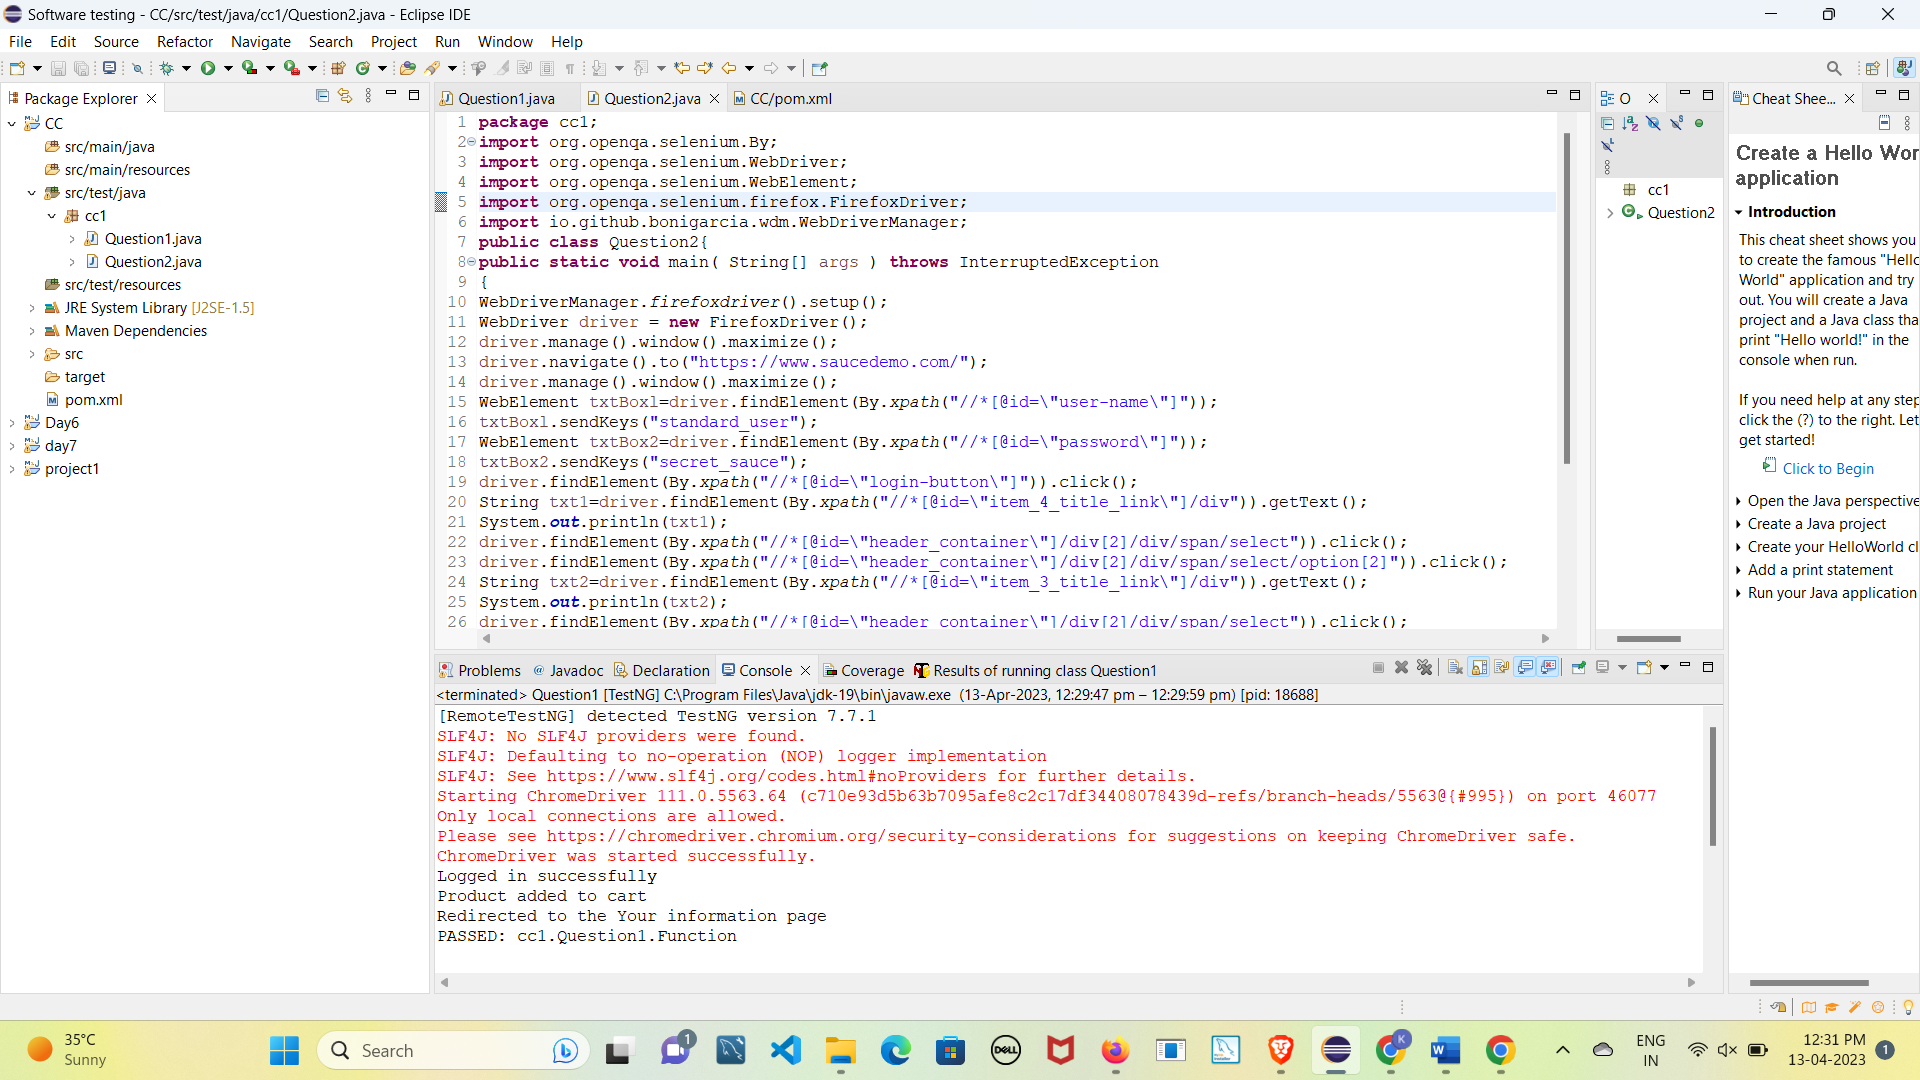 Software testing - CC/src/test/java/cc1/Question2.java - Eclipse IDE
File Edit Source Refactor Navigate Search Project Run Window Help
Package Explorer
CC
src/main/java
src/main/resources
src/test/java
cc1
Question1.java
Question2.java
src/test/resources
JRE System Library [J2SE-1.5]
Maven Dependencies
src
target
pom.xml
Day6
day7
project1
Question1.java Question2.java CC/pom.xml
1 package cc1;
2 import org.openqa.selenium.By;
3 import org.openqa.selenium.WebDriver;
4 import org.openqa.selenium.WebElement;
5 import org.openqa.selenium.firefox.FirefoxDriver;
6 import io.github.bonigarcia.wdm.WebDriverManager;
7 public class Question2{
8 public static void main( String[] args ) throws InterruptedException
9 {
10 WebDriverManager.firefoxdriver().setup();
11 WebDriver driver = new FirefoxDriver();
12 driver.manage().window().maximize();
13 driver.navigate().to("https://www.saucedemo.com/");
14 driver.manage().window().maximize();
15 WebElement txtBoxl=driver.findElement(By.xpath("//*[@id=\"user-name\"]"));
16 txtBoxl.sendKeys("standard_user");
17 WebElement txtBox2=driver.findElement(By.xpath("//*[@id=\"password\"]"));
18 txtBox2.sendKeys("secret_sauce");
19 driver.findElement(By.xpath("//*[@id=\"login-button\"]")).click();
20 String txt1=driver.findElement(By.xpath("//*[@id=\"item_4_title_link\"]/div")).getText();
21 System.out.println(txt1);
22 driver.findElement(By.xpath("//*[@id=\"header_container\"]/div[2]/div/span/select")).click();
23 driver.findElement(By.xpath("//*[@id=\"header_container\"]/div[2]/div/span/select/option[2]")).click();
24 String txt2=driver.findElement(By.xpath("//*[@id=\"item_3_title_link\"]/div")).getText();
25 System.out.println(txt2);
26 driver.findElement(By.xpath("//*[@id=\"header_container\"]/div[2]/div/span/select")).click();
O
cc1
Question2
Cheat Shee...
Create a Hello Wor
application
Introduction
This cheat sheet shows you
to create the famous "Hello
World" application and try
out. You will create a Java
project and a Java class tha
print "Hello world!" in the
console when run.
If you need help at any step
click the (?) to the right. Let
get started!
Click to Begin
Open the Java perspective
Create a Java project
Create your HelloWorld cl
Add a print statement
Run your Java application
Problems @ Javadoc Declaration Console Coverage Results of running class Question1
<terminated> Question1 [TestNG] C:\Program Files\Java\jdk-19\bin\javaw.exe (13-Apr-2023, 12:29:47 pm – 12:29:59 pm) [pid: 18688]
[RemoteTestNG] detected TestNG version 7.7.1
SLF4J: No SLF4J providers were found.
SLF4J: Defaulting to no-operation (NOP) logger implementation
SLF4J: See https://www.slf4j.org/codes.html#noProviders for further details.
Starting ChromeDriver 111.0.5563.64 (c710e93d5b63b7095afe8c2c17df34408078439d-refs/branch-heads/5563@{#995}) on port 46077
Only local connections are allowed.
Please see https://chromedriver.chromium.org/security-considerations for suggestions on keeping ChromeDriver safe.
ChromeDriver was started successfully.
Logged in successfully
Product added to cart
Redirected to the Your information page
PASSED: cc1.Question1.Function
35°C
Sunny
Search
1
DELL
K
ENG
IN
12:31 PM
13-04-2023
1